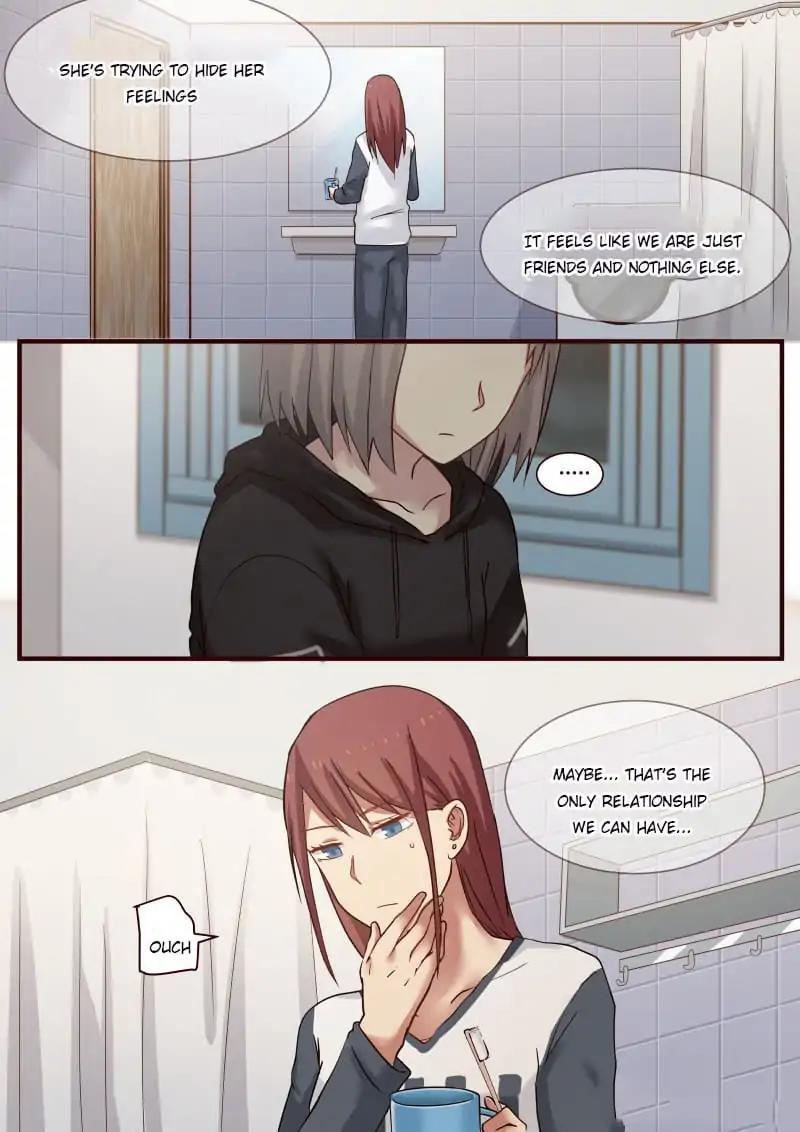 SHE'S TRYING TO HIDE HER
FEELINGS
IT FEELS LIKE WE ARE JUST
FRIENDS AND NOTHING ELSE.
.....
MAYBE... THAT'S THE
ONLY RELATIONSHIP
WE CAN HAVE...
OUCH